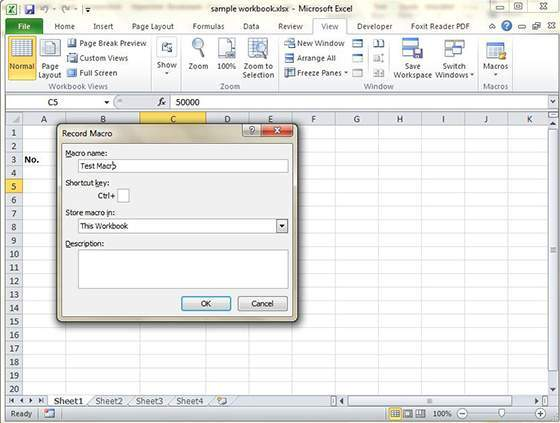 sample workbook.xlsx - Microsoft Excel
File Home Insert Page Layout Formulas Data Review View Developer Foxit Reader PDF
Normal
Page Layout
Page Break Preview
Custom Views
Full Screen
Workbook Views
Show
Zoom
100%
Zoom to Selection
Zoom
New Window
Arrange All
Freeze Panes
Save Workspace
Switch Windows
Window
Macros
Macros
C5 fx 50000
A B C D E F G H I J K
1
2
3 No.
4
5
6
7
8
9
10
11
12
13
14
15
16
17
18
19
20
Record Macro
Macro name:
Test Macro
Shortcut key:
Ctrl+
Store macro in:
This Workbook
Description:
OK Cancel
Sheet1 Sheet2 Sheet3 Sheet4
Ready 100%